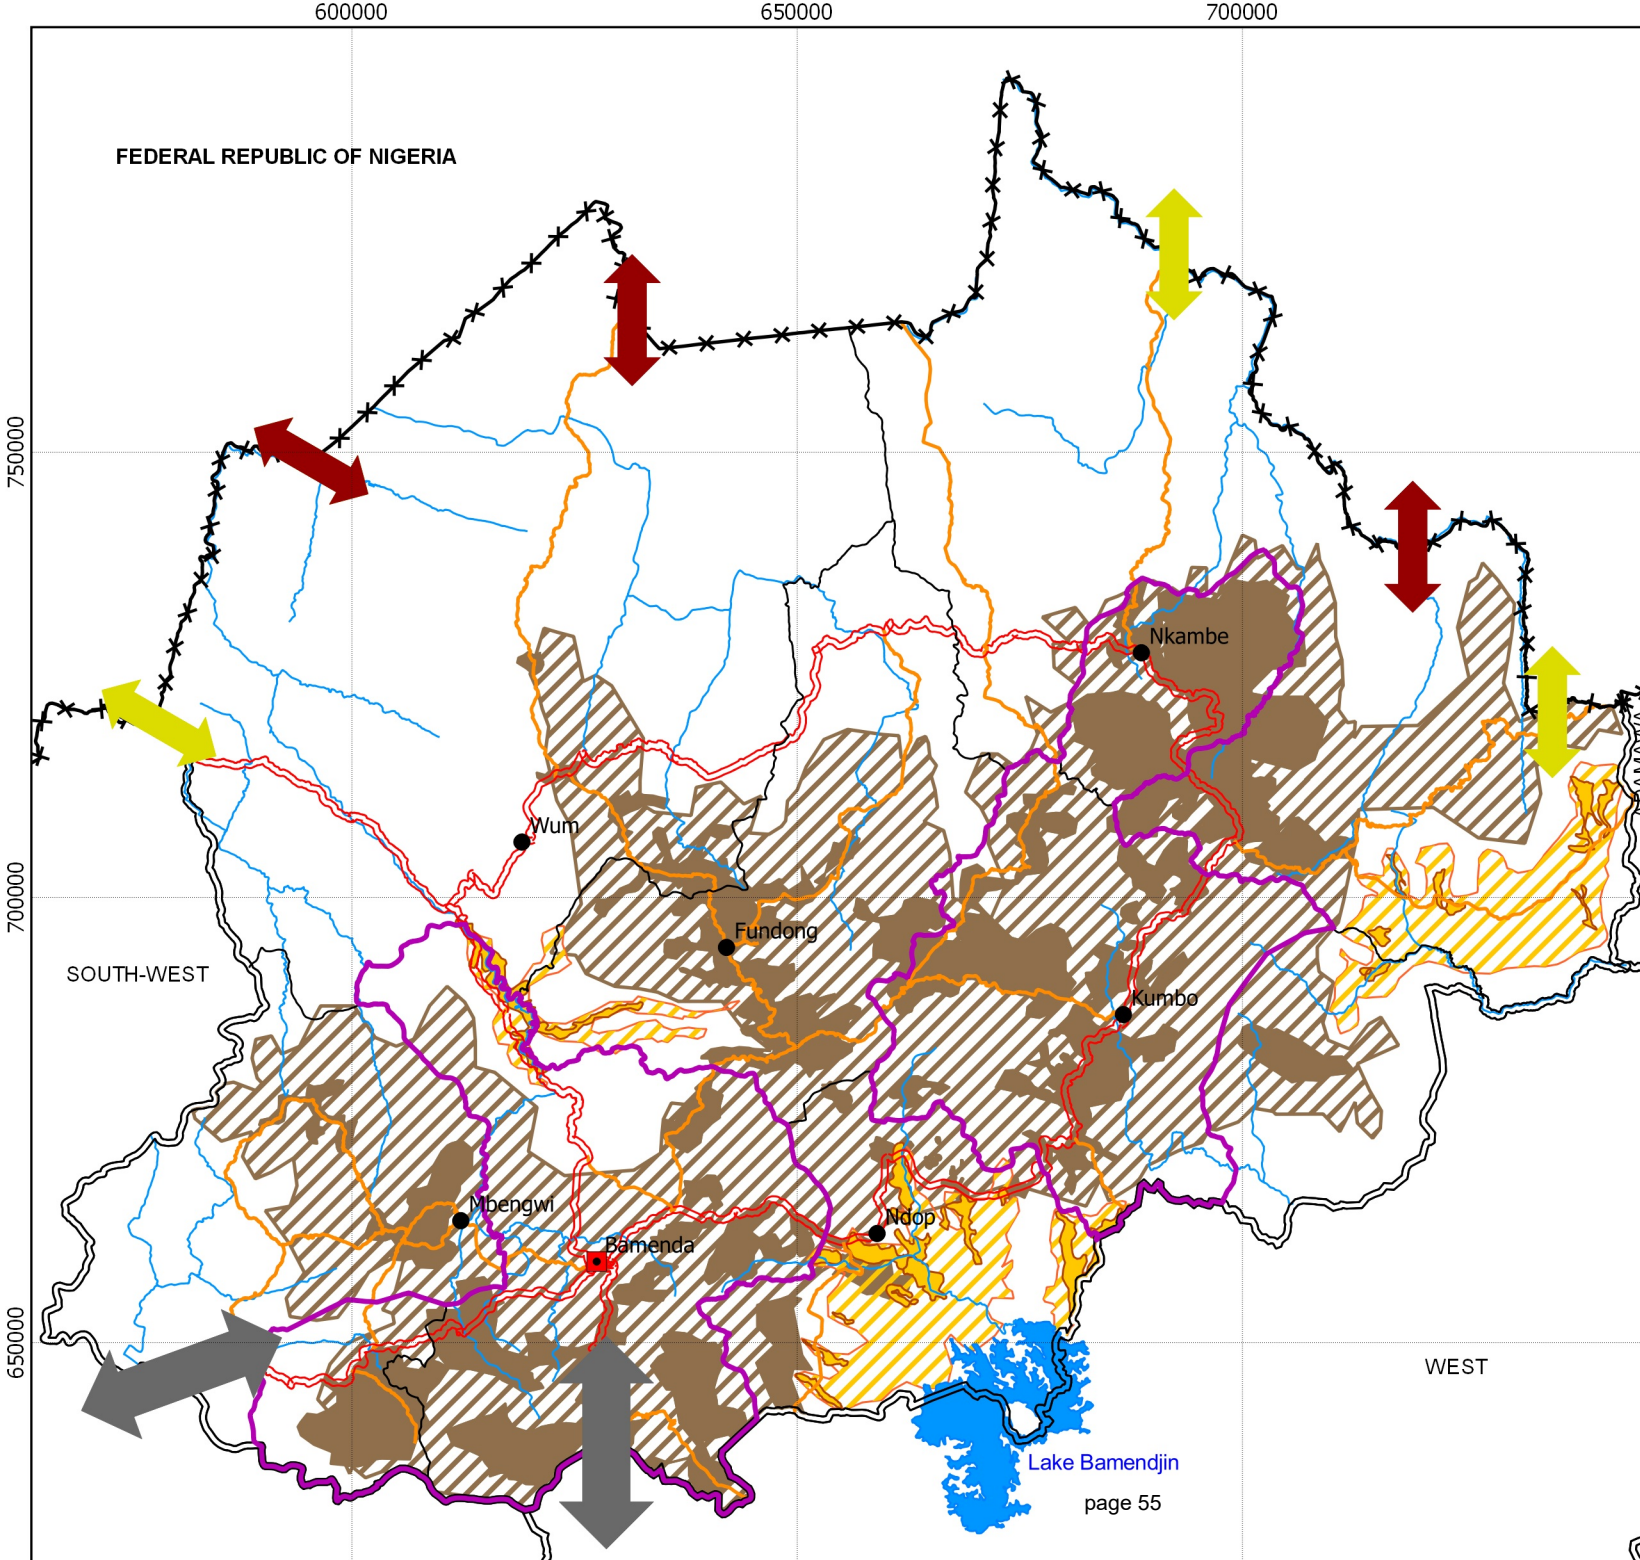 600000
650000
700000
FEDERAL REPUBLIC OF NIGERIA
750000
Nkambe
Wum
700000
Fundong
SOUTH-WEST
Kumbo
Mbengwi
Ndop
Bamenda
650000
WEST
Lake Bamendjin
page 55